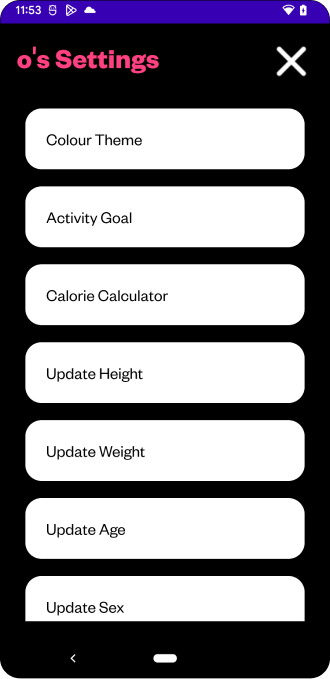 11:53
o's Settings
Colour Theme
Activity Goal
Calorie Calculator
Update Height
Update Weight
Update Age
Update Sex